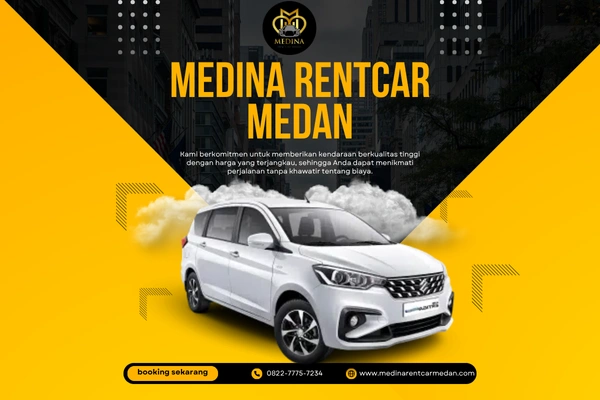 MEDINA
MEDINA RENTCAR
MEDAN
Kami berkomitmen untuk memberikan kendaraan berkualitas tinggi
dengan harga yang terjangkau, sehingga Anda dapat menikmati
perjalanan tanpa khawatir tentang biaya.
booking sekarang
0822-7775-7234
www.medinarentcarmedan.com